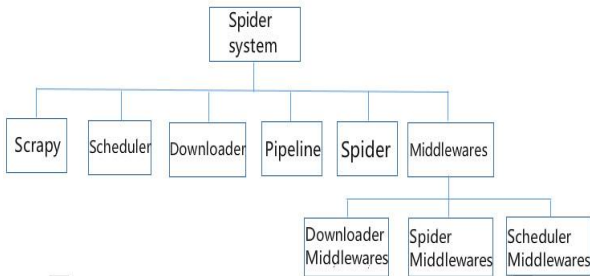 Spider
system
Scrapy
Scheduler
Downloader
Pipeline
Spider
Middlewares
Downloader
Middlewares
Spider
Middlewares
Scheduler
Middlewares